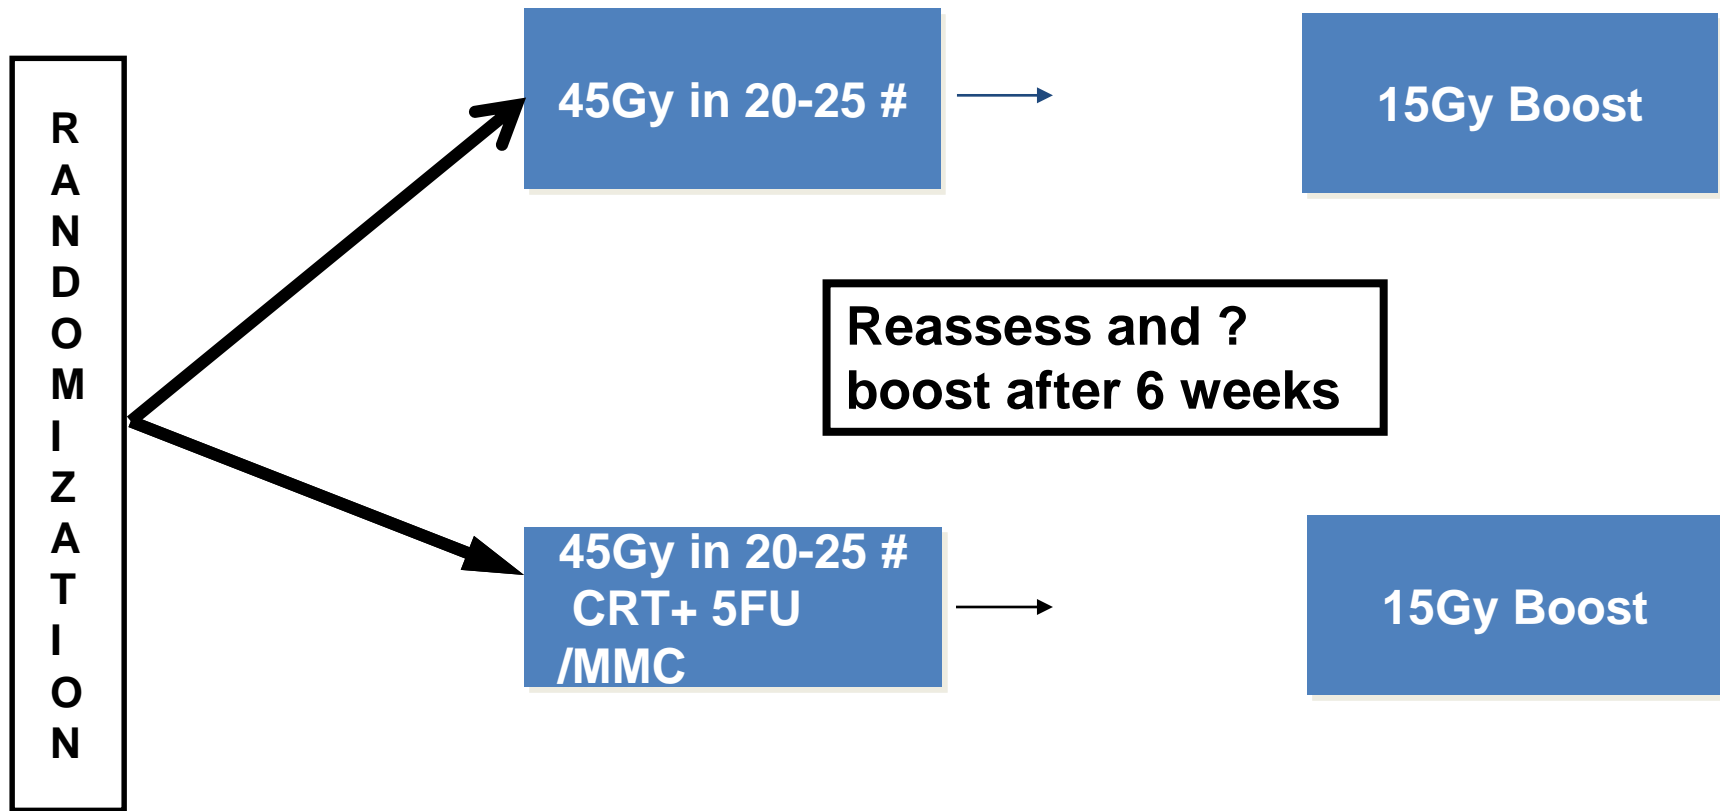 RANDOMIZATION
45Gy in 20-25 #
15Gy Boost
Reassess and ?
boost after 6 weeks
45Gy in 20-25 #
CRT+ 5FU
/MMC
15Gy Boost